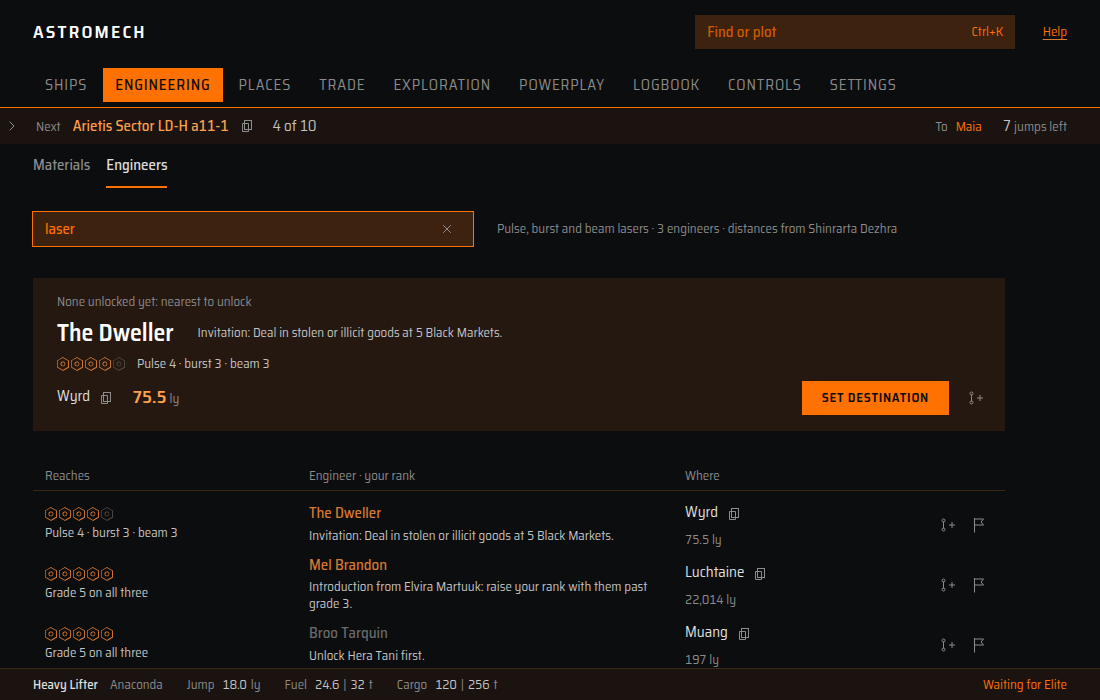 ASTROMECH
Find or plot Ctrl+K Help
SHIPS ENGINEERING PLACES TRADE EXPLORATION POWERPLAY LOGBOOK CONTROLS SETTINGS
Next Arietis Sector LD-H a11-1 4 of 10 To Maia 7 jumps left
Materials Engineers
laser Pulse, burst and beam lasers · 3 engineers · distances from Shinrarta Dezhra
None unlocked yet: nearest to unlock
The Dweller Invitation: Deal in stolen or illicit goods at 5 Black Markets.
Pulse 4 · burst 3 · beam 3
Wyrd 75.5 ly SET DESTINATION
Reaches Engineer · your rank Where
The Dweller Wyrd
Pulse 4 · burst 3 · beam 3 Invitation: Deal in stolen or illicit goods at 5 Black Markets. 75.5 ly
Mel Brandon Luchtaine
Grade 5 on all three Introduction from Elvira Martuuk: raise your rank with them past
grade 3. 22,014 ly
Broo Tarquin Muang
Grade 5 on all three Unlock Hera Tani first. 197 ly
Heavy Lifter Anaconda Jump 18.0 ly Fuel 24.6 | 32 t Cargo 120 | 256 t Waiting for Elite